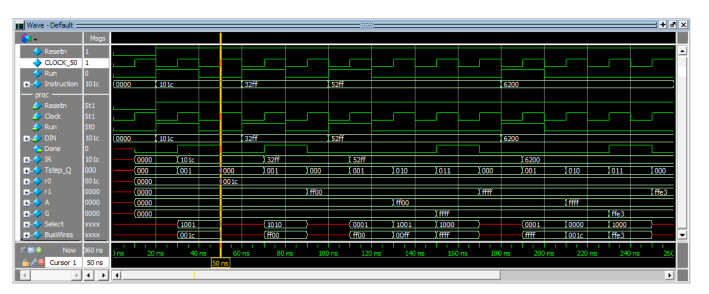 Wave - Default
Msgs
Resetn 1
CLOCK_50 1
Run 0
Instruction 101c (0000 101c 32ff 52ff 6200
proc
Resetn St1
Clock St1
Run St0
DIN 101c (0000 101c 32ff 52ff 6200
Done 0
IR 101c (0000 101c 32ff 52ff 6200
Tstep_Q 000 (000 001 000 001 000 001 010 011 000 001 010 011 000
r0 001c (0000 001c
r1 0000 (0000 ff00 ffff ffe3
A 0000 (0000 ff00 ffff
G 0000 (0000 ffff ffe3
Select xxxx (1001 1010 0001 1001 1000 0001 0000 1000
BusWires xxxx (001c ff00 ff00 00ff ffff ffff 001c ffe3
Now 360 ns ns 20 ns 40 ns 60 ns 80 ns 100 ns 120 ns 140 ns 160 ns 180 ns 200 ns 220 ns 240 ns 260
Cursor 1 50 ns 50 ns